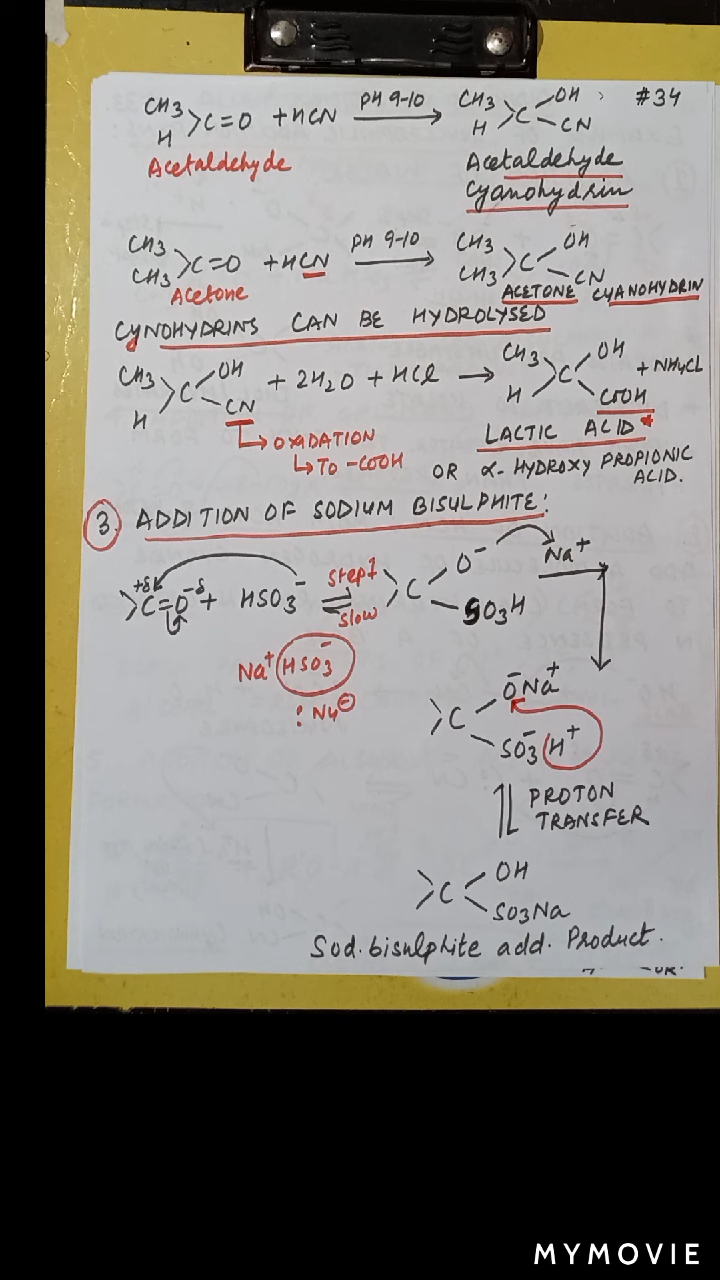 #34
CH3 H >C=O +HCN PH 9-10 → CH3 H >C OH CN
Acetaldehyde
Acetaldehyde
Cyanohydrin
CH3 CH3 >C=O +HCN PH 9-10 → CH3 CH3 >C OH CN
Acetone
ACETONE CYANOHYDRIN
CYNOHYDRINS CAN BE HYDROLYSED
CH3 H >C OH CN + 2H2O + HCl → CH3 H >C OH COOH + NH4Cl
↳OXADATION
↳TO -COOH
LACTIC ACID*
OR α-HYDROXY PROPIONIC
ACID.
3. ADDITION OF SODIUM BISULPHITE:
>C=O +δ -δ + HSO3⁻ ⇌ step1 slow >C O⁻ SO3H Na⁺
Na⁺ HSO3⁻
:Nu⊖
>C O⁻Na⁺ SO3⁻H⁺
⇌ PROTON
TRANSFER
>C OH SO3Na
Sod. bisulphite add. Product.
MYMOVIE